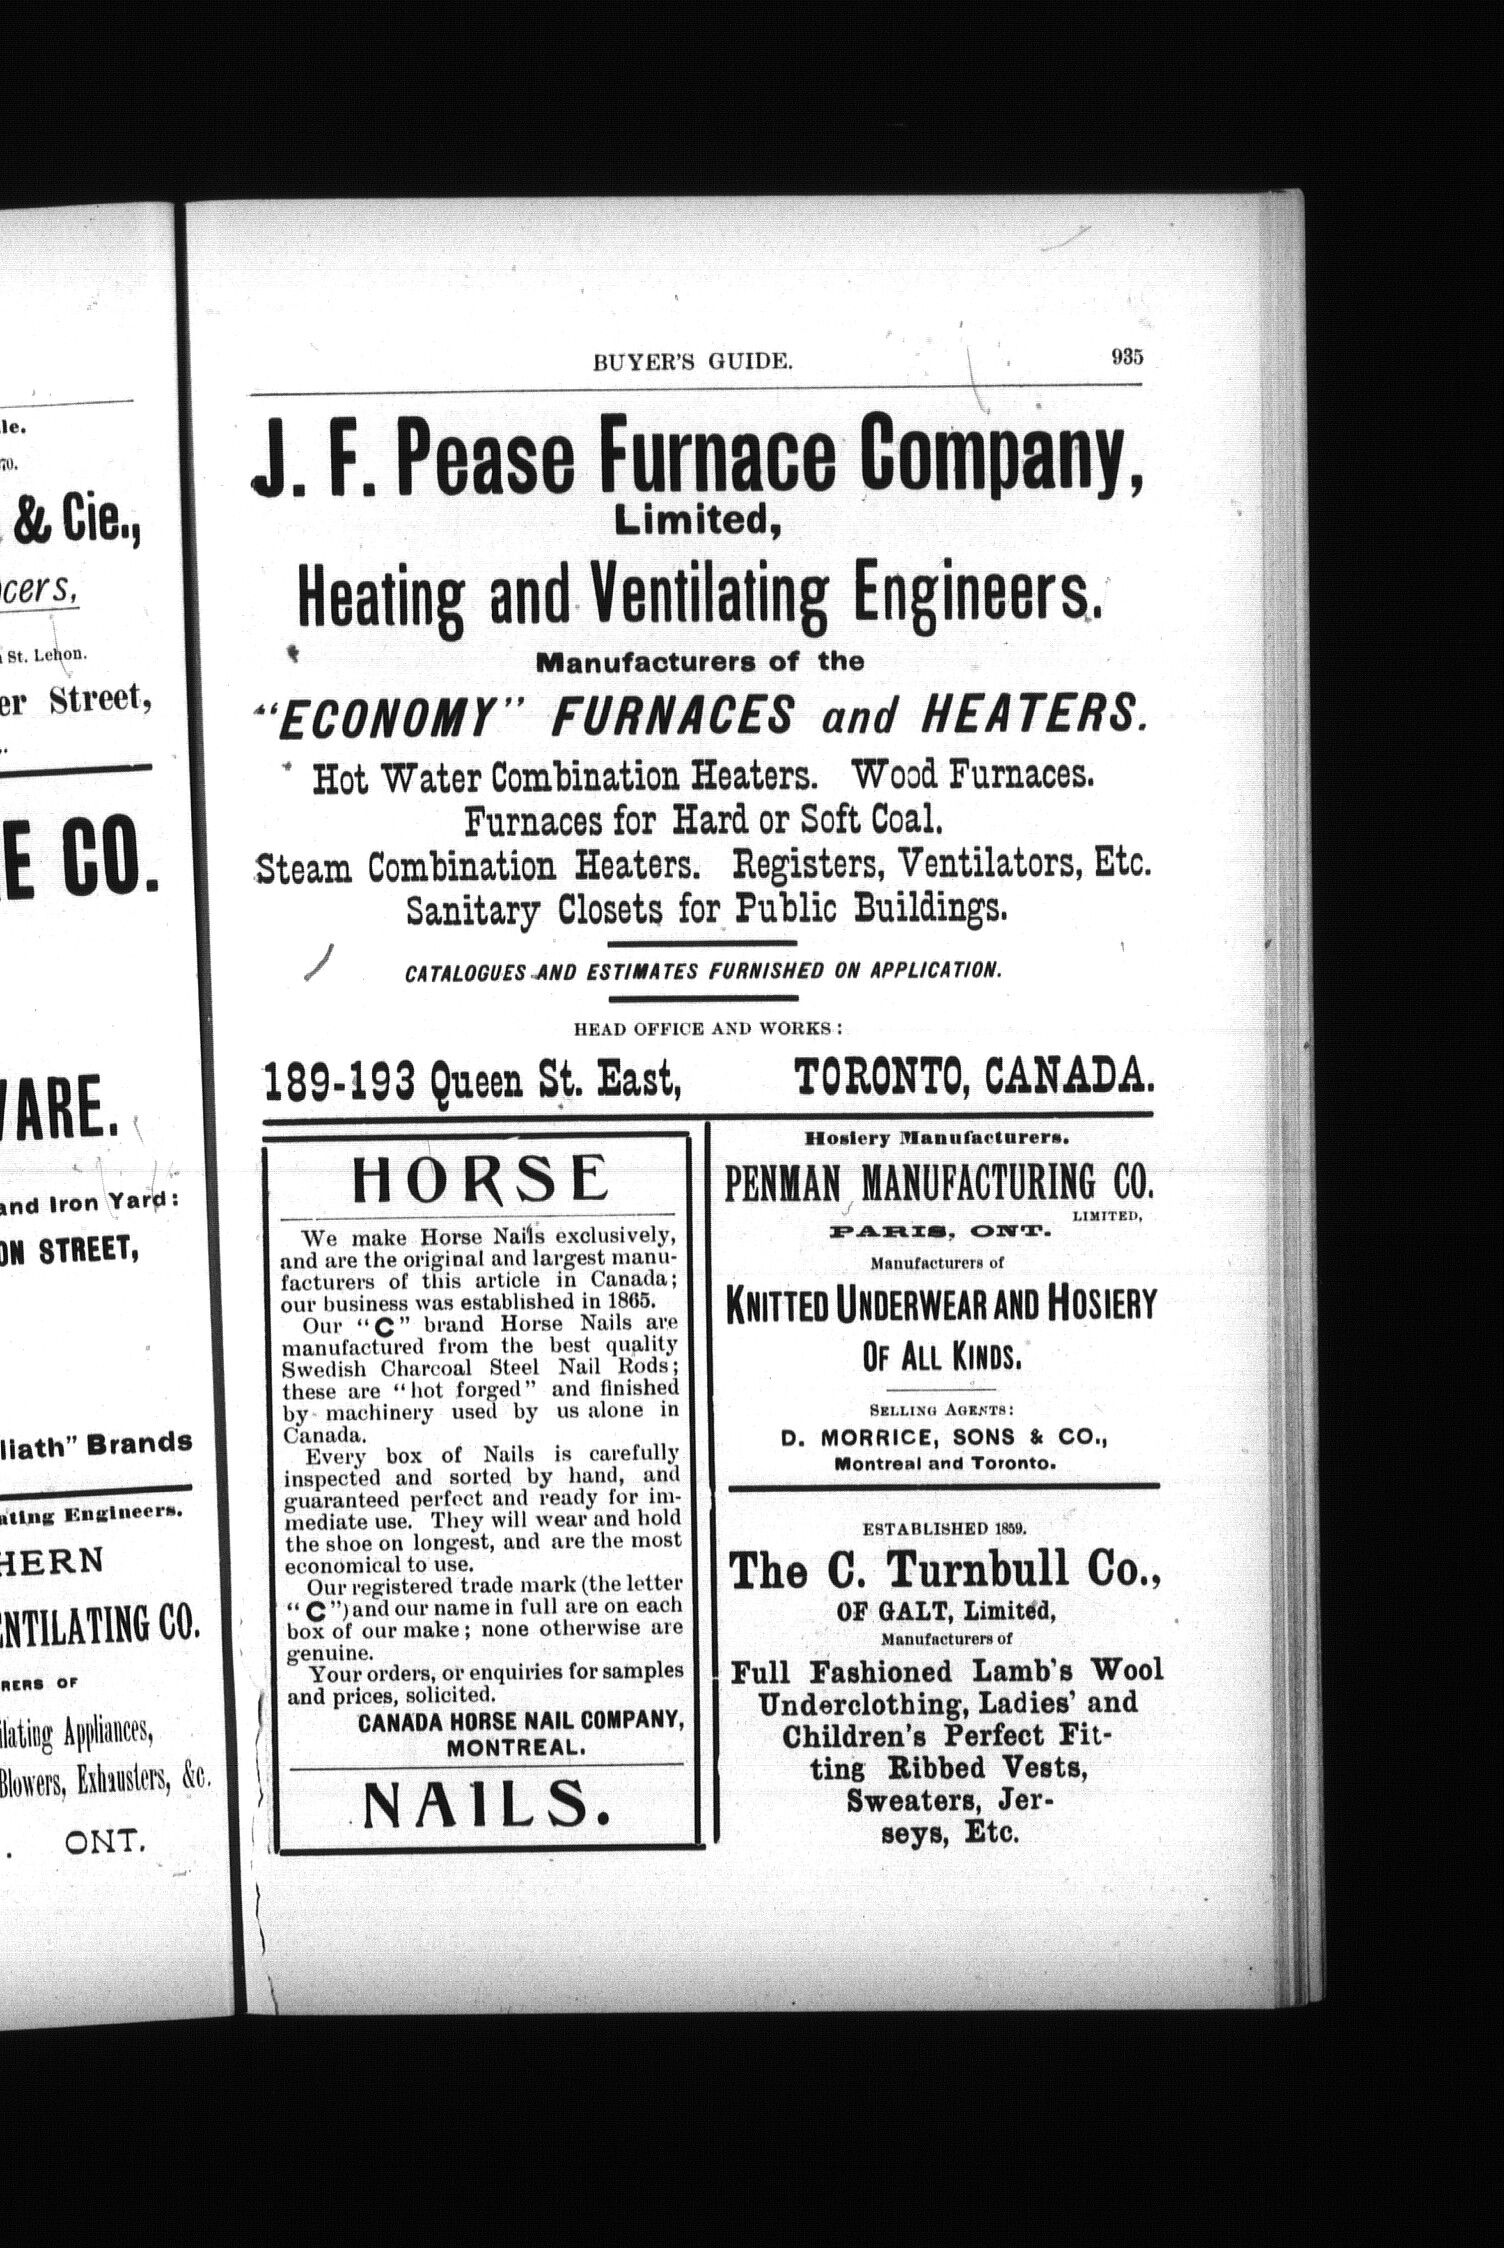 le.
70.
& Cie.,
cers,
St. Lehon.
er Street,
E CO.
ARE.
and Iron Yard:
ON STREET,
liath" Brands
ating Engineers.
HERN
ENTILATING CO.
RERS OF
ilating Appliances,
Blowers, Exhausters, &c.
. ONT.
BUYER'S GUIDE. 935
J. F. Pease Furnace Company,
Limited,
Heating and Ventilating Engineers.
Manufacturers of the
"ECONOMY" FURNACES and HEATERS.
Hot Water Combination Heaters. Wood Furnaces.
Furnaces for Hard or Soft Coal.
Steam Combination Heaters. Registers, Ventilators, Etc.
Sanitary Closets for Public Buildings.
CATALOGUES AND ESTIMATES FURNISHED ON APPLICATION.
HEAD OFFICE AND WORKS:
189-193 Queen St. East, TORONTO, CANADA.
HORSE
We make Horse Nails exclusively,
and are the original and largest manu-
facturers of this article in Canada;
our business was established in 1865.
Our "C" brand Horse Nails are
manufactured from the best quality
Swedish Charcoal Steel Nail Rods;
these are "hot forged" and finished
by machinery used by us alone in
Canada.
Every box of Nails is carefully
inspected and sorted by hand, and
guaranteed perfect and ready for im-
mediate use. They will wear and hold
the shoe on longest, and are the most
economical to use.
Our registered trade mark (the letter
"C") and our name in full are on each
box of our make; none otherwise are
genuine.
Your orders, or enquiries for samples
and prices, solicited.
CANADA HORSE NAIL COMPANY,
MONTREAL.
NAILS.
Hosiery Manufacturers.
PENMAN MANUFACTURING CO.
LIMITED,
PARIS, ONT.
Manufacturers of
KNITTED UNDERWEAR AND HOSIERY
OF ALL KINDS.
SELLING AGENTS:
D. MORRICE, SONS & CO.,
Montreal and Toronto.
ESTABLISHED 1859.
The C. Turnbull Co.,
OF GALT, Limited,
Manufacturers of
Full Fashioned Lamb's Wool
Underclothing, Ladies' and
Children's Perfect Fit-
ting Ribbed Vests,
Sweaters, Jer-
seys, Etc.